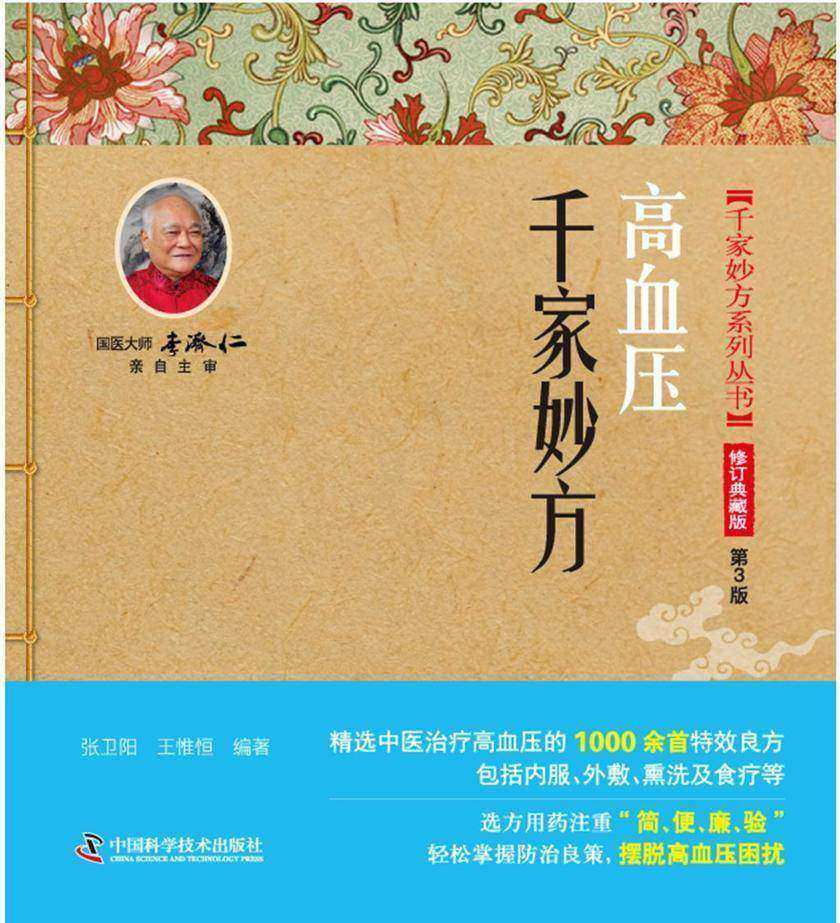 【千家妙方系列丛书】
修订典藏版
第3版
高血压
千家妙方
国医大师 李济仁
亲自主审
张卫阳 王惟恒 编著
精选中医治疗高血压的 1000 余首特效良方
包括内服、外敷、熏洗及食疗等
选方用药注重“简、便、廉、验”
轻松掌握防治良策，摆脱高血压困扰
中国科学技术出版社
CHINA SCIENCE AND TECHNOLOGY PRESS